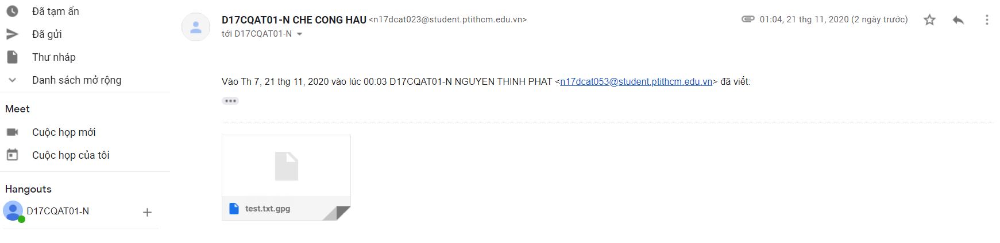 Đã tạm ẩn
Đã gửi
Thư nháp
Danh sách mở rộng
Meet
Cuộc họp mới
Cuộc họp của tôi
Hangouts
D17CQAT01-N
D17CQAT01-N CHE CONG HAU <n17dcat023@student.ptithcm.edu.vn>
01:04, 21 thg 11, 2020 (2 ngày trước)
tới D17CQAT01-N
Vào Th 7, 21 thg 11, 2020 vào lúc 00:03 D17CQAT01-N NGUYEN THINH PHAT <n17dcat053@student.ptithcm.edu.vn> đã viết:
test.txt.gpg